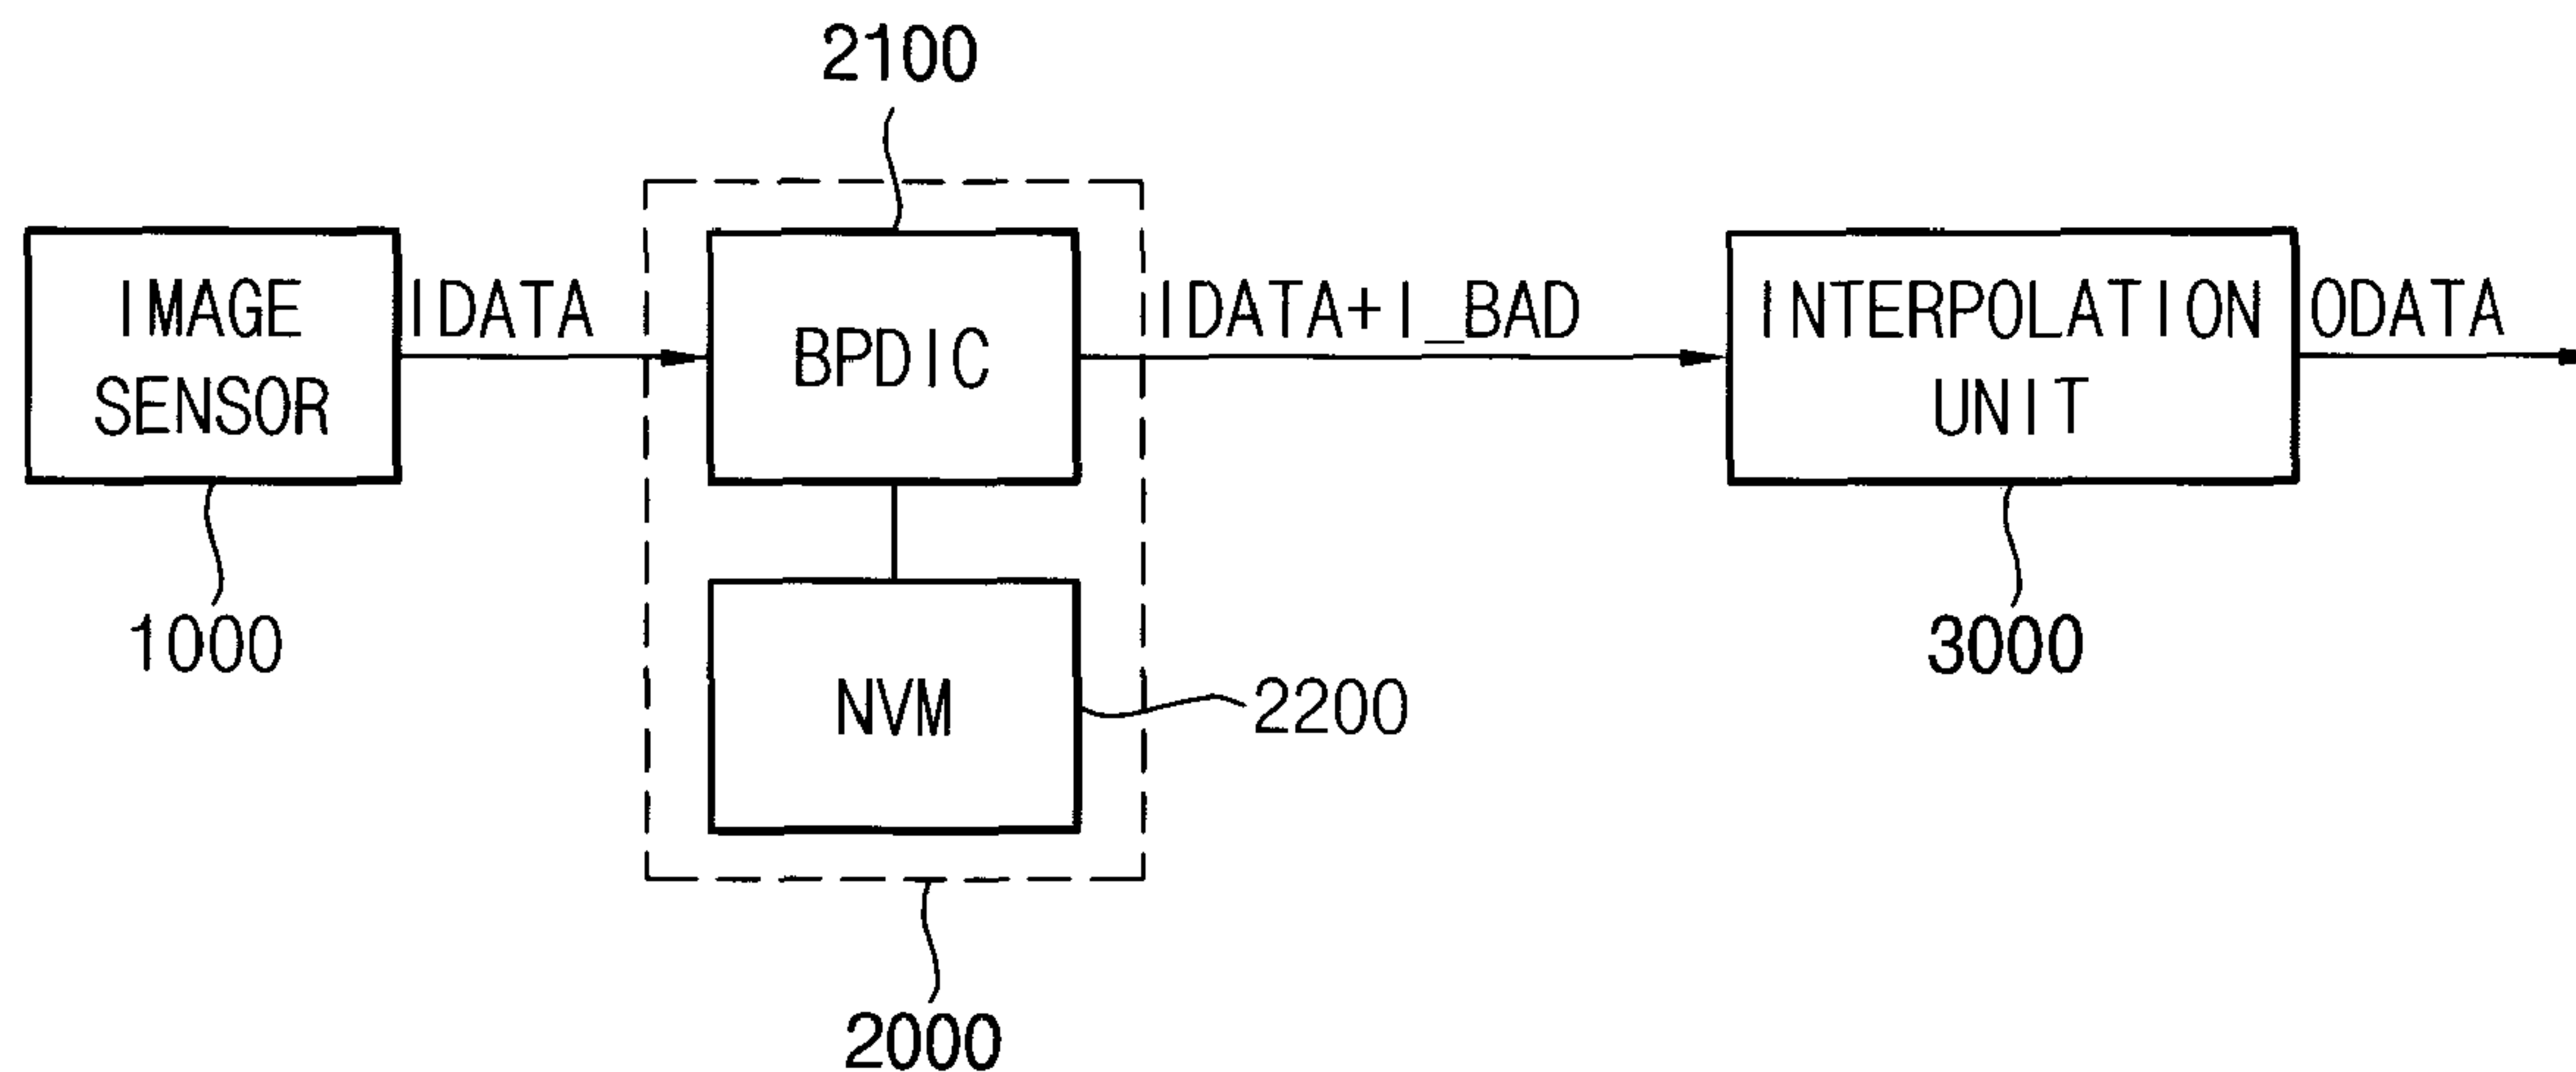 2100
IMAGE
SENSOR
IDATA
BPDIC
IDATA+I_BAD
INTERPOLATION
UNIT
ODATA
1000
NVM
2200
3000
2000